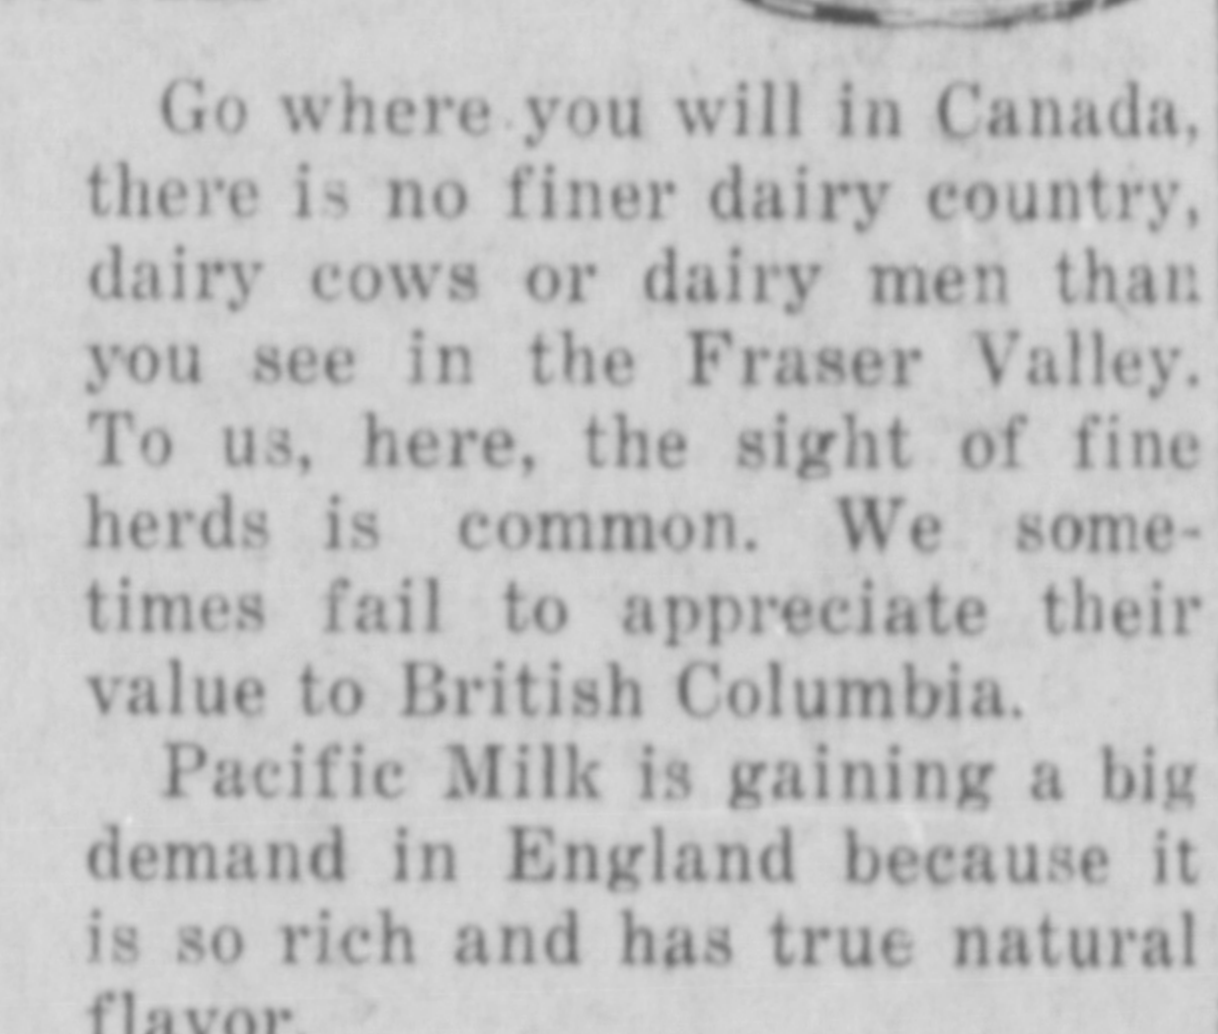 Go where you will in Canada,
there is no finer dairy country,
dairy cows or dairy men than
you see in the Fraser Valley.
To us, here, the sight of fine
herds is common. We some-
times fail to appreciate their
value to British Columbia.
Pacific Milk is gaining a big
demand in England because it
is so rich and has true natural
flavor.